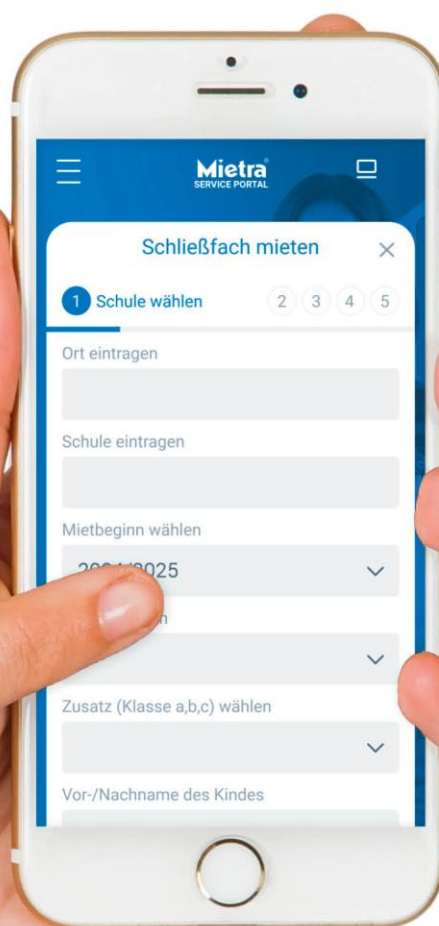 Mietra®
SERVICE PORTAL
Schließfach mieten
1 Schule wählen 2 3 4 5
Ort eintragen
Schule eintragen
Mietbeginn wählen
Zusatz (Klasse a,b,c) wählen
Vor-/Nachname des Kindes